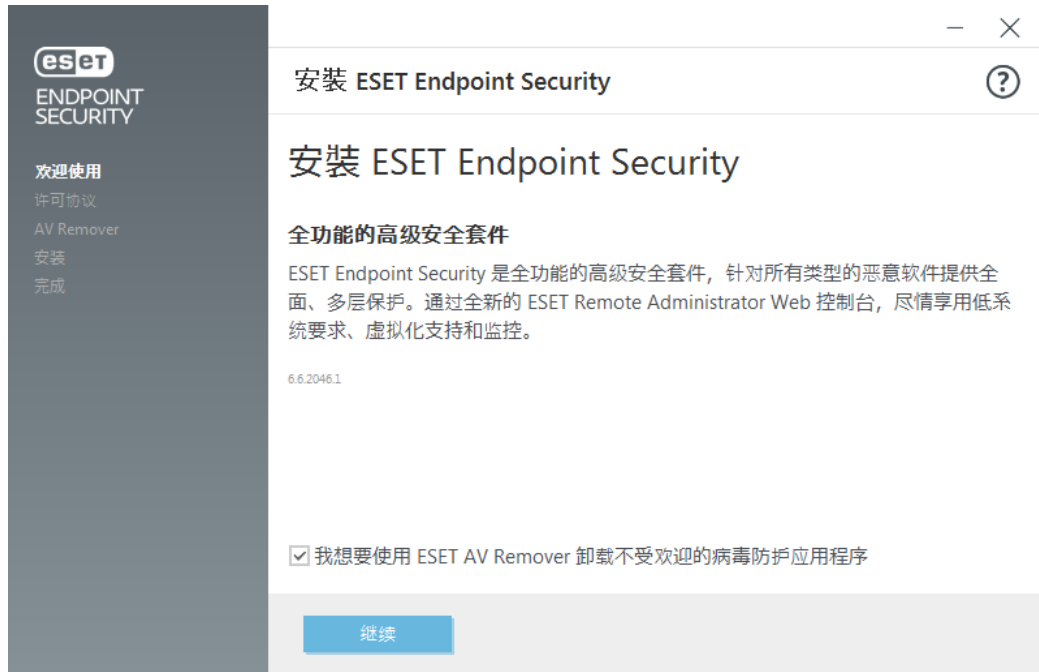 eset
ENDPOINT
SECURITY
欢迎使用
许可协议
AV Remover
安装
完成
安裝 ESET Endpoint Security
安裝 ESET Endpoint Security
全功能的高级安全套件
ESET Endpoint Security 是全功能的高级安全套件，针对所有类型的恶意软件提供全
面、多层保护。通过全新的 ESET Remote Administrator Web 控制台，尽情享用低系
统要求、虚拟化支持和监控。
6.6.2046.1
我想要使用 ESET AV Remover 卸载不受欢迎的病毒防护应用程序
继续